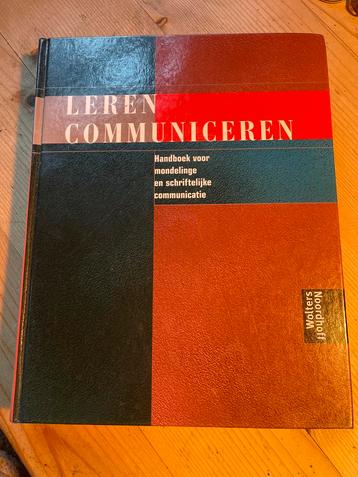 LEREN
COMMUNICEREN
Handboek voor
mondelinge
en schriftelijke
communicatie
Wolters
Noordhoff